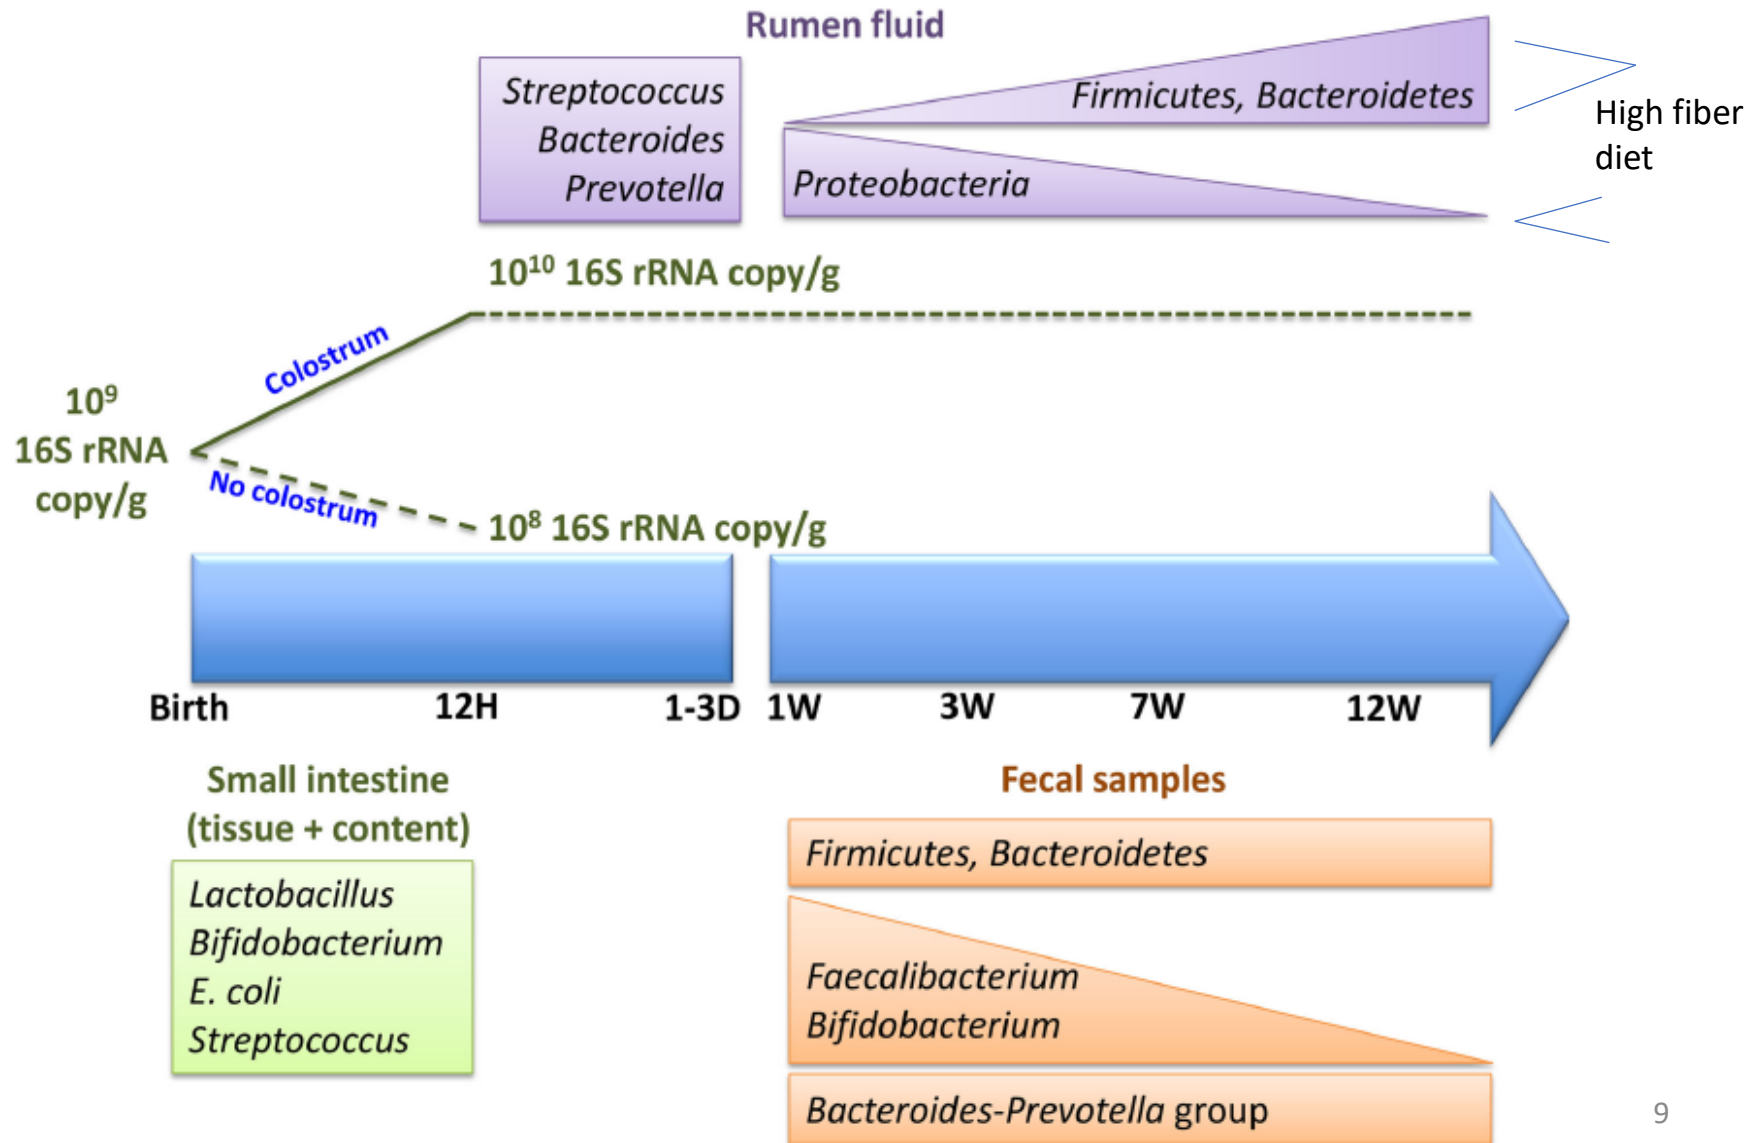 Rumen fluid
Streptococcus
Bacteroides
Prevotella
Firmicutes, Bacteroidetes
Proteobacteria
High fiber
diet
10¹⁰ 16S rRNA copy/g
Colostrum
10⁹
16S rRNA
copy/g
No colostrum
10⁸ 16S rRNA copy/g
Birth 12H 1-3D 1W 3W 7W 12W
Small intestine
(tissue + content)
Lactobacillus
Bifidobacterium
E. coli
Streptococcus
Fecal samples
Firmicutes, Bacteroidetes
Faecalibacterium
Bifidobacterium
Bacteroides-Prevotella group
9